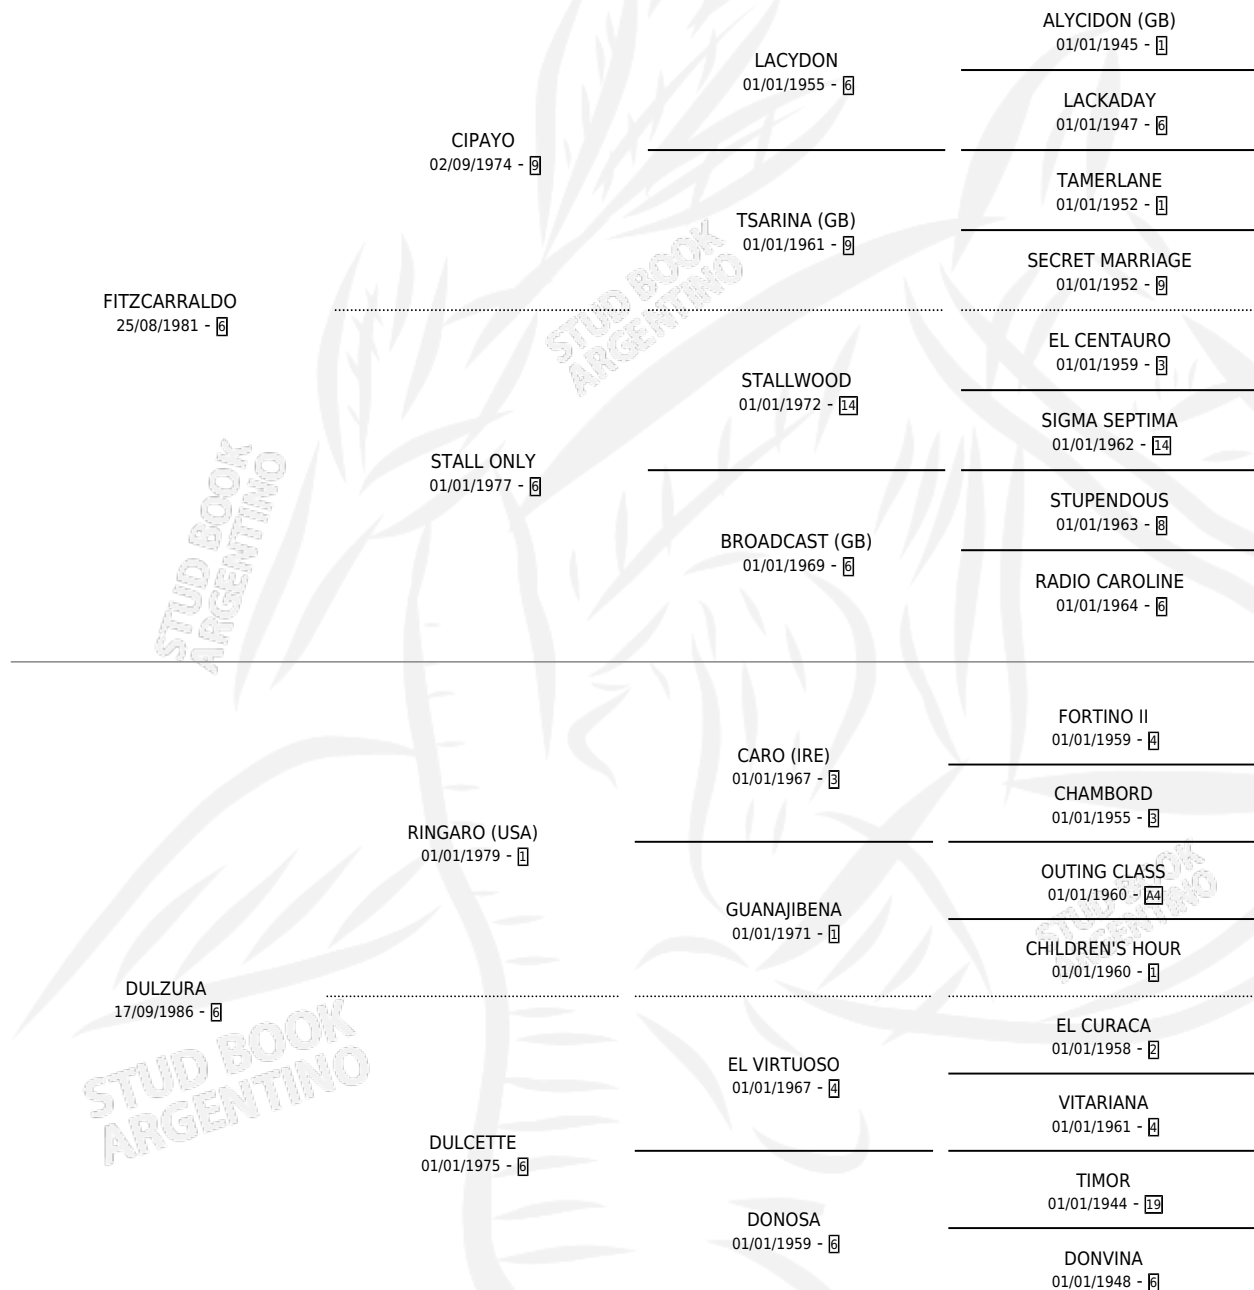 ALYCIDON (GB)
01/01/1945 - 1
LACYDON
01/01/1955 - 6
LACKADAY
01/01/1947 - 6
CIPAYO
02/09/1974 - 9
TAMERLANE
01/01/1952 - 1
TSARINA (GB)
01/01/1961 - 9
SECRET MARRIAGE
01/01/1952 - 9
FITZCARRALDO
25/08/1981 - 6
EL CENTAURO
01/01/1959 - 3
STALLWOOD
01/01/1972 - 14
SIGMA SEPTIMA
01/01/1962 - 14
STALL ONLY
01/01/1977 - 6
STUPENDOUS
01/01/1963 - 8
BROADCAST (GB)
01/01/1969 - 6
RADIO CAROLINE
01/01/1964 - 6
FORTINO II
01/01/1959 - 4
CARO (IRE)
01/01/1967 - 3
CHAMBORD
01/01/1955 - 3
RINGARO (USA)
01/01/1979 - 1
OUTING CLASS
01/01/1960 - A4
GUANAJIBENA
01/01/1971 - 1
CHILDREN'S HOUR
01/01/1960 - 1
DULZURA
17/09/1986 - 6
EL CURACA
01/01/1958 - 2
EL VIRTUOSO
01/01/1967 - 4
VITARIANA
01/01/1961 - 4
DULCETTE
01/01/1975 - 6
TIMOR
01/01/1944 - 19
DONOSA
01/01/1959 - 6
DONVINA
01/01/1948 - 6
STUD BOOK
ARGENTINO
STUD BOOK
ARGENTINO
STUD BOOK
ARGENTINO
STUD BOOK
ARGENTINO